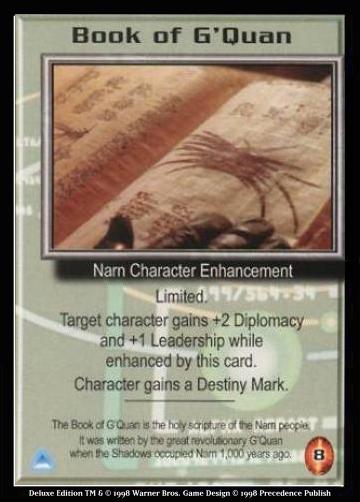 Book of G'Quan
Narn Character Enhancement
Limited.
Target character gains +2 Diplomacy
and +1 Leadership while
enhanced by this card.
Character gains a Destiny Mark.
The Book of G'Quan is the holy scripture of the Narn people.
It was written by the great revolutionary G'Quan
when the Shadows occupied Narn 1,000 years ago.
8
Deluxe Edition TM & © 1998 Warner Bros. Game Design © 1998 Precedence Publish